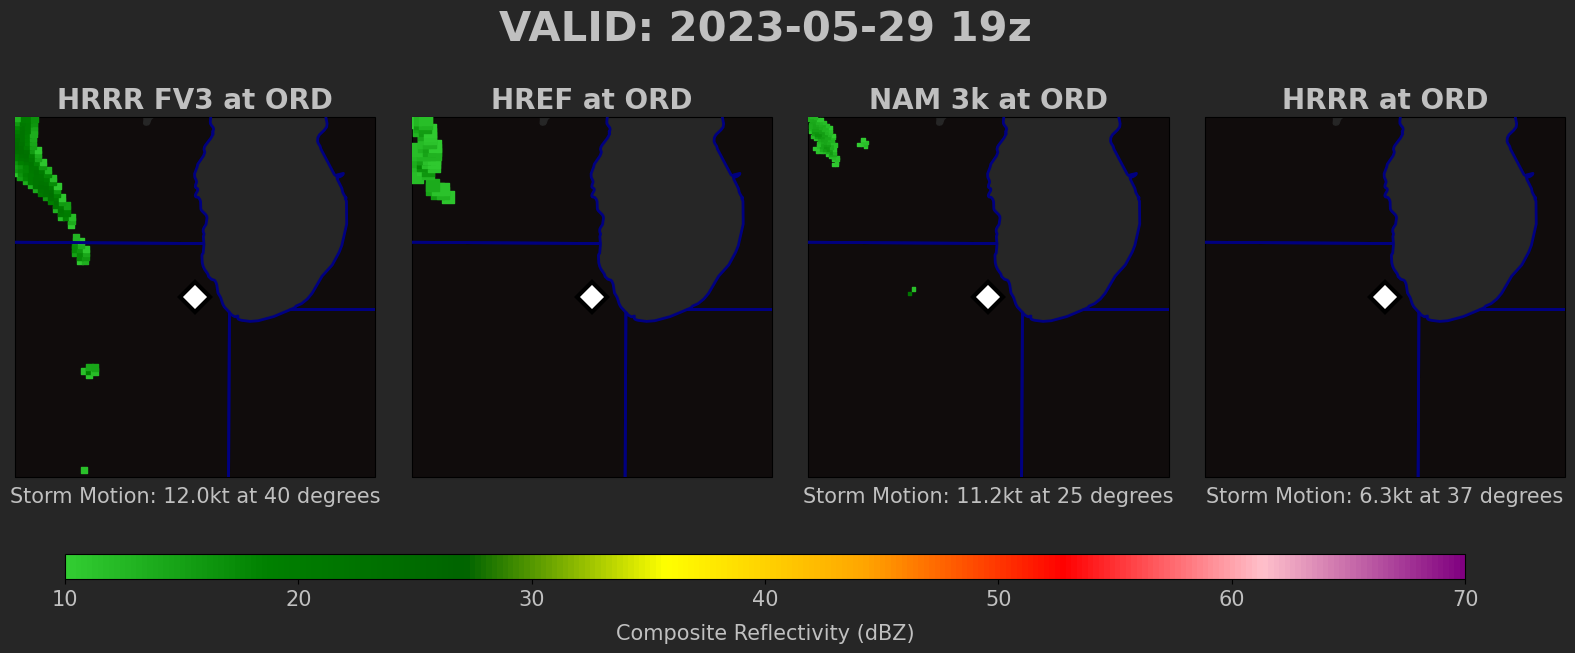 VALID: 2023-05-29 19z
HRRR FV3 at ORD
HREF at ORD
NAM 3k at ORD
HRRR at ORD
Storm Motion: 12.0kt at 40 degrees
Storm Motion: 11.2kt at 25 degrees
Storm Motion: 6.3kt at 37 degrees
10 20 30 40 50 60 70
Composite Reflectivity (dBZ)